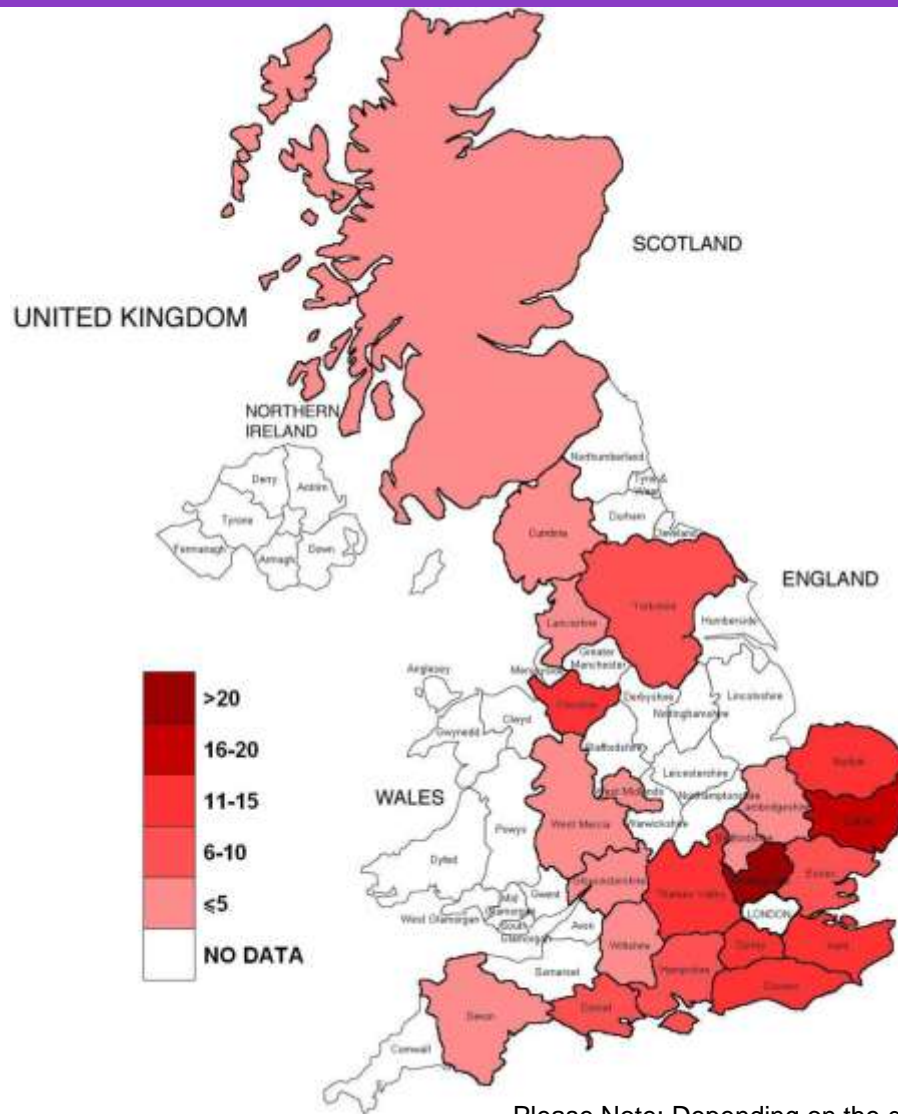 SCOTLAND
UNITED KINGDOM
NORTHERN
IRELAND
Derry
Antrim
Tyrone
Fermanagh
Armagh
Down
Northumberland
Tyne &
Wear
Durham
Cleveland
Cumbria
ENGLAND
Yorkshire
Humberside
Lancashire
Greater
Manchester
Merseyside
Anglesey
Clwyd
Gwynedd
Cheshire
Derbyshire
Nottinghamshire
Lincolnshire
Staffordshire
Leicestershire
Norfolk
>20
16-20
11-15
6-10
≤5
NO DATA
WALES
Powys
Dyfed
West Mercia
West Midlands
Northamptonshire
Warwickshire
Cambridgeshire
Suffolk
Gloucestershire
Thames Valley
Essex
LONDON
Gwent
Mid
Glamorgan
West Glamorgan
South
Glamorgan
Avon
Wiltshire
Somerset
Hampshire
Surrey
Kent
Sussex
Dorset
Devon
Cornwall
Please Note: Depending on the